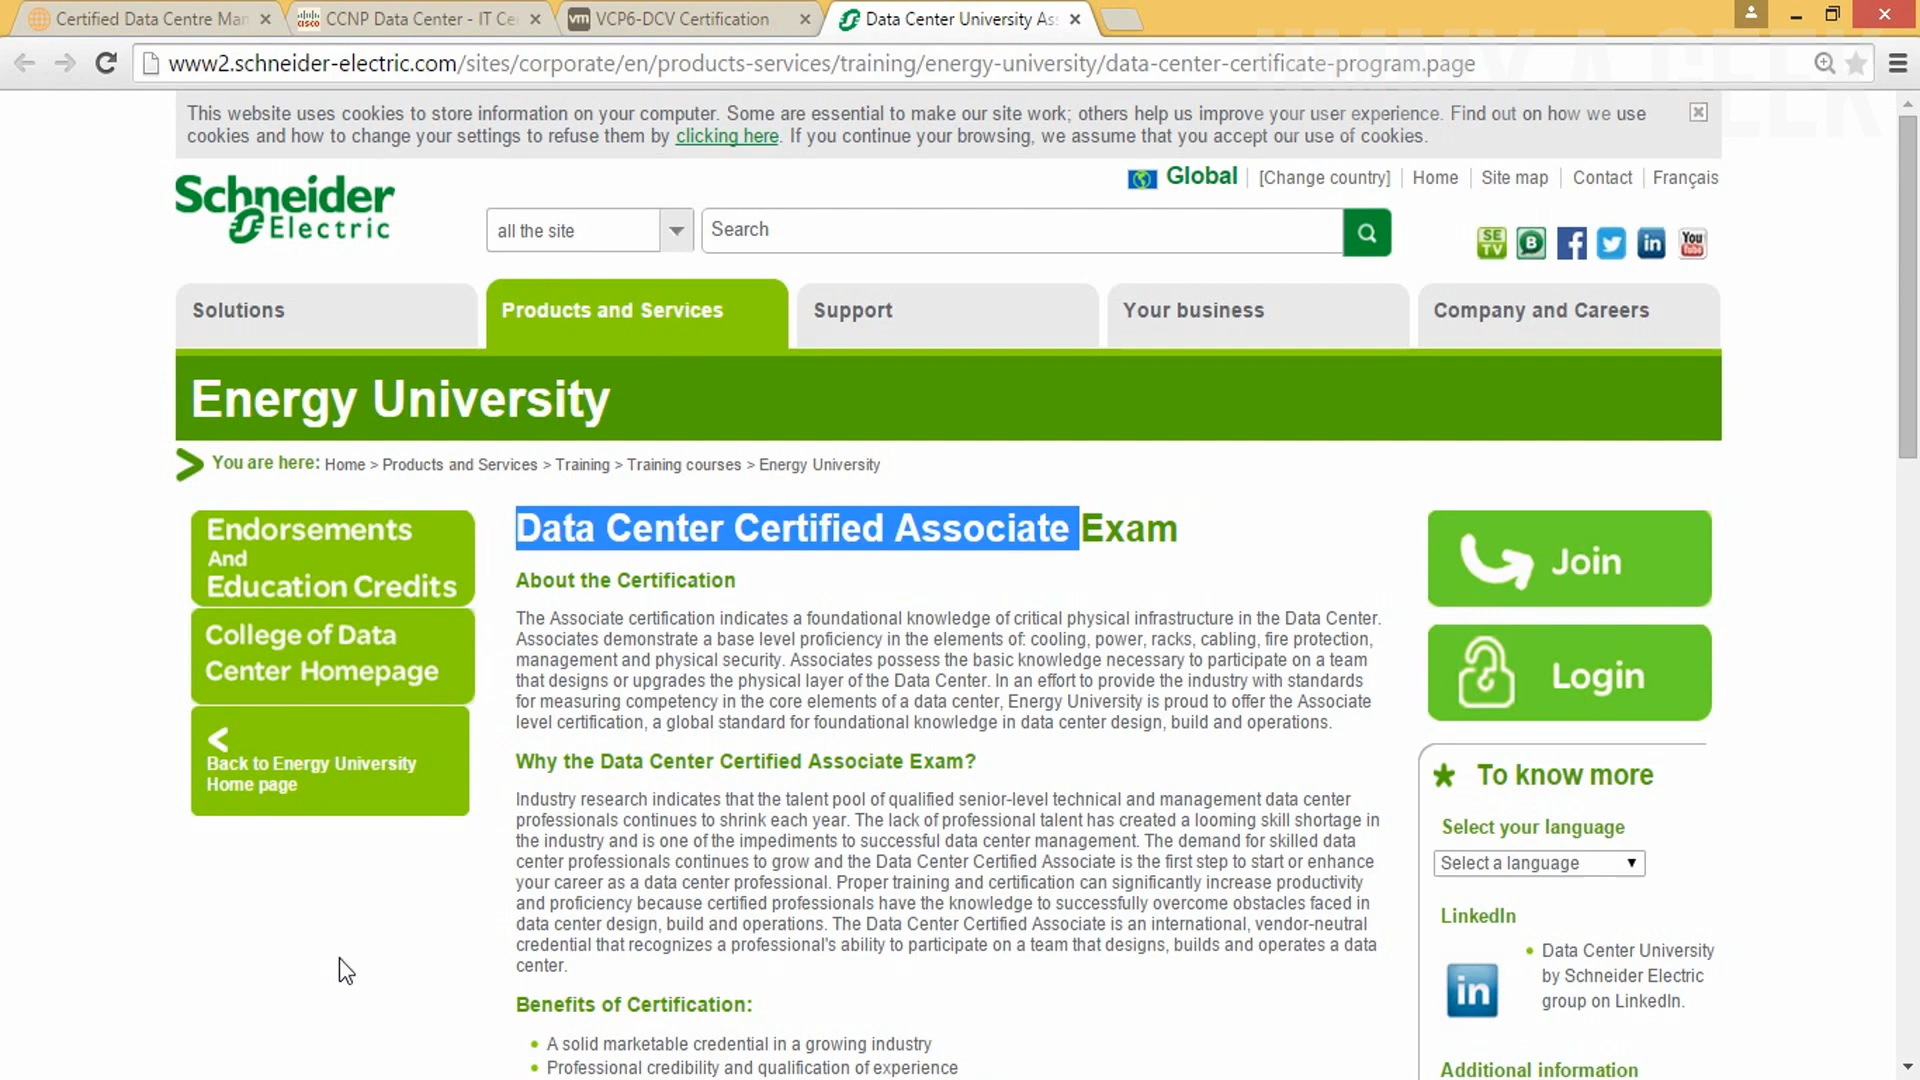 Certified Data Centre Mar
CCNP Data Center - IT Ce
VCP6-DCV Certification
Data Center University As
www2.schneider-electric.com/sites/corporate/en/products-services/training/energy-university/data-center-certificate-program.page
This website uses cookies to store information on your computer. Some are essential to make our site work; others help us improve your user experience. Find out on how we use
cookies and how to change your settings to refuse them by clicking here. If you continue your browsing, we assume that you accept our use of cookies.
Schneider
Electric
Global [Change country] Home Site map Contact Français
all the site
Search
SE
TV
B
f
in
You
Tube
Solutions
Products and Services
Support
Your business
Company and Careers
Energy University
You are here: Home > Products and Services > Training > Training courses > Energy University
Endorsements
And
Education Credits
College of Data
Center Homepage
<
Back to Energy University
Home page
Data Center Certified Associate Exam
About the Certification
The Associate certification indicates a foundational knowledge of critical physical infrastructure in the Data Center.
Associates demonstrate a base level proficiency in the elements of: cooling, power, racks, cabling, fire protection,
management and physical security. Associates possess the basic knowledge necessary to participate on a team
that designs or upgrades the physical layer of the Data Center. In an effort to provide the industry with standards
for measuring competency in the core elements of a data center, Energy University is proud to offer the Associate
level certification, a global standard for foundational knowledge in data center design, build and operations.
Why the Data Center Certified Associate Exam?
Industry research indicates that the talent pool of qualified senior-level technical and management data center
professionals continues to shrink each year. The lack of professional talent has created a looming skill shortage in
the industry and is one of the impediments to successful data center management. The demand for skilled data
center professionals continues to grow and the Data Center Certified Associate is the first step to start or enhance
your career as a data center professional. Proper training and certification can significantly increase productivity
and proficiency because certified professionals have the knowledge to successfully overcome obstacles faced in
data center design, build and operations. The Data Center Certified Associate is an international, vendor-neutral
credential that recognizes a professional's ability to participate on a team that designs, builds and operates a data
center.
Benefits of Certification:
A solid marketable credential in a growing industry
Professional credibility and qualification of experience
Join
Login
To know more
Select your language
Select a language
LinkedIn
in
Data Center University
by Schneider Electric
group on LinkedIn.
Additional information